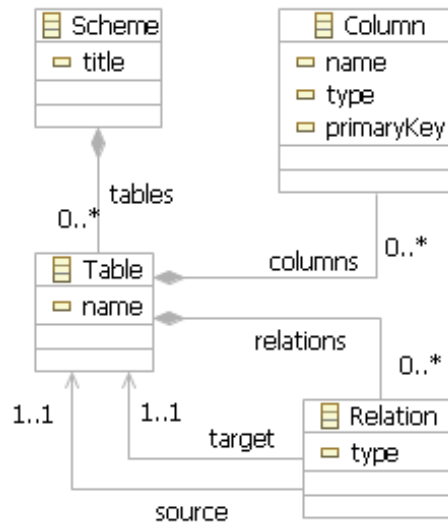 Scheme
title
Column
name
type
primaryKey
tables
0..*
Table
name
columns
0..*
relations
0..*
1..1
1..1
target
source
Relation
type